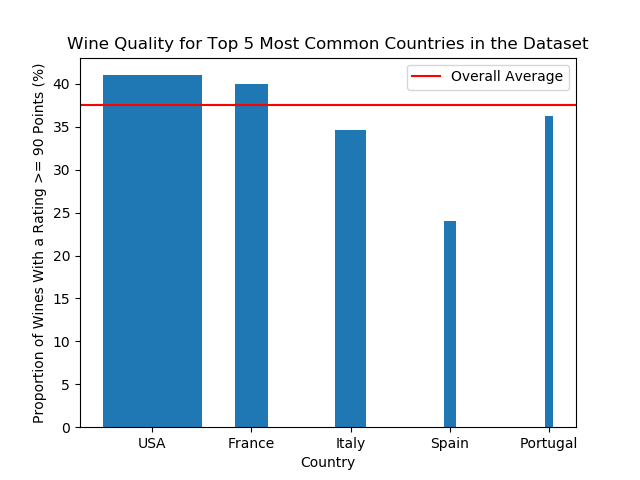 Wine Quality for Top 5 Most Common Countries in the Dataset
Overall Average
Proportion of Wines With a Rating >= 90 Points (%)
40
35
30
25
20
15
10
5
0
USA France Italy Spain Portugal
Country